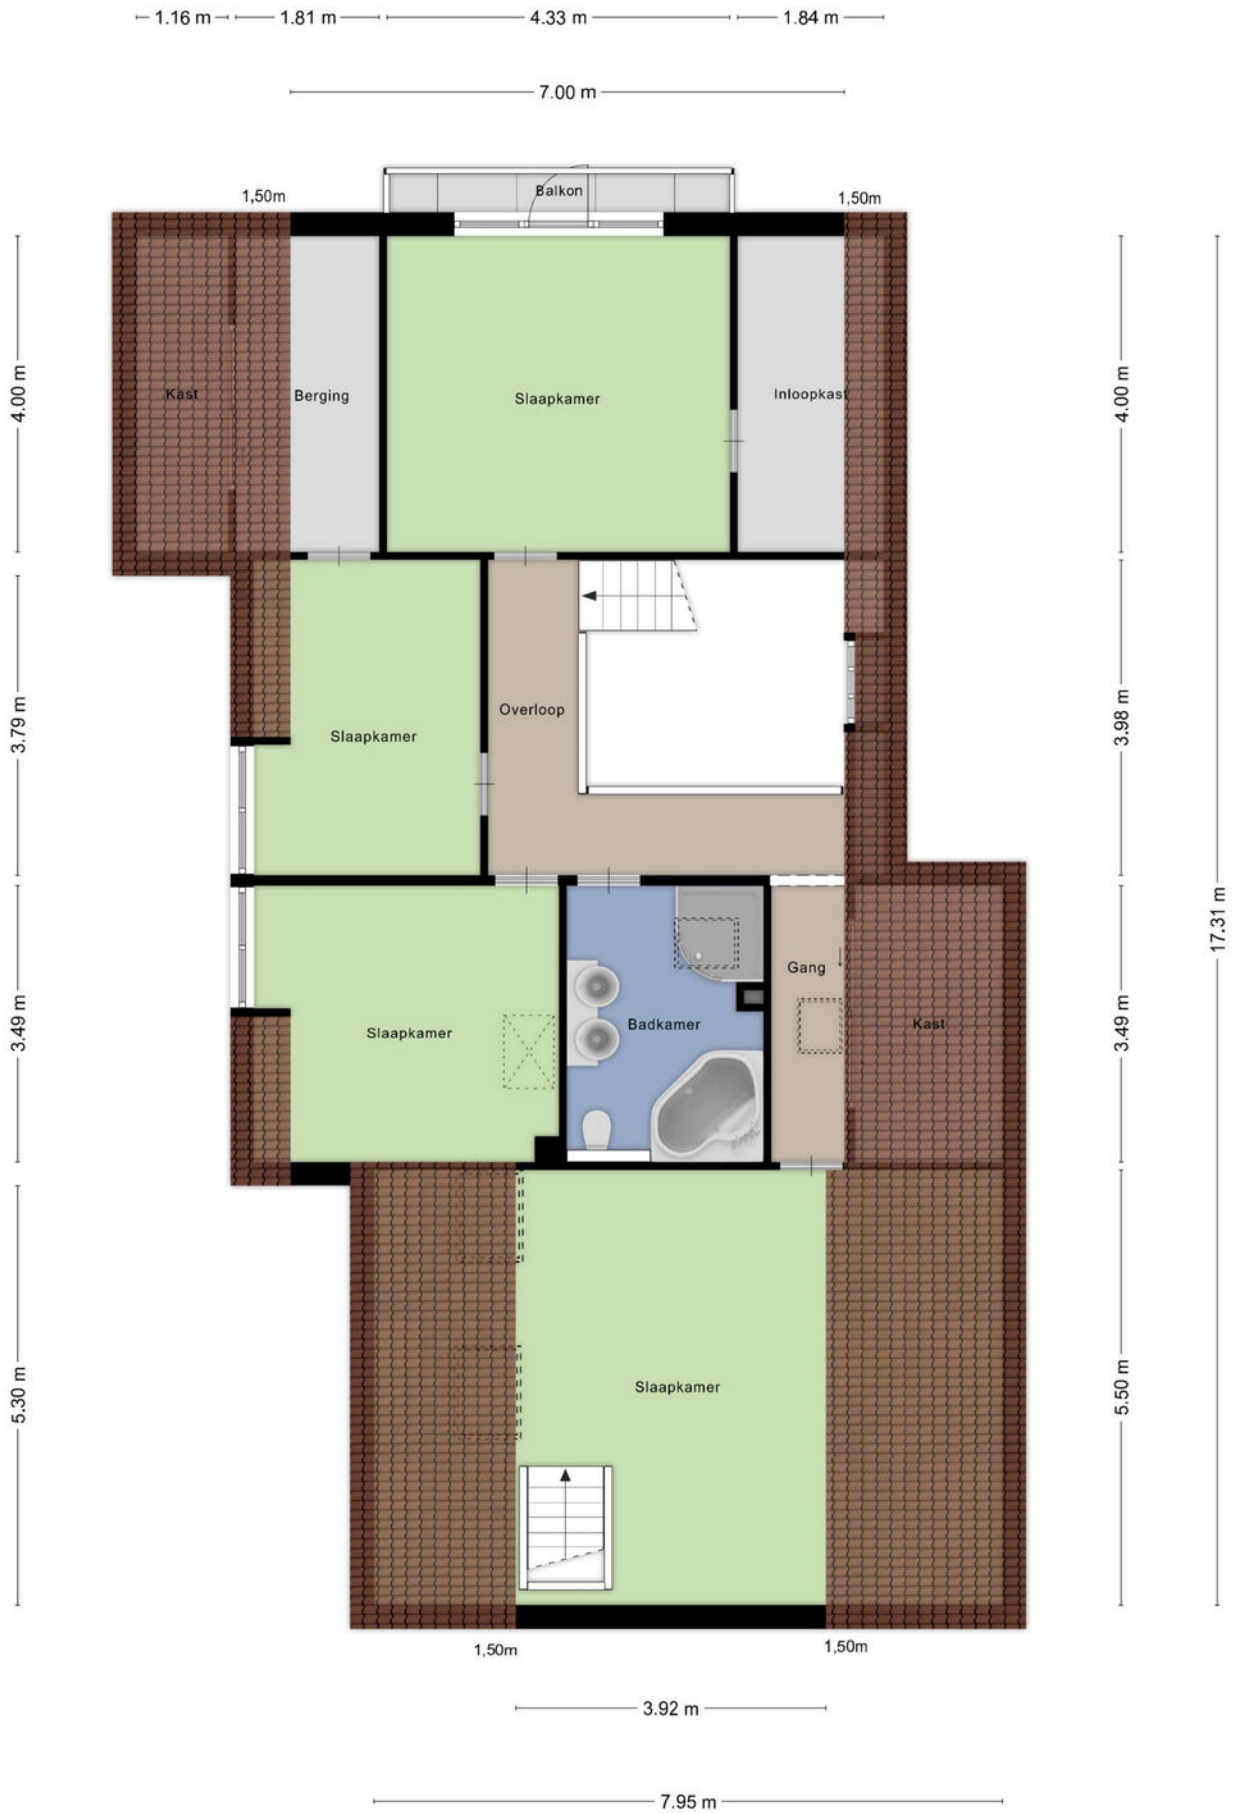 1.16 m
1.81 m
4.33 m
1.84 m
7.00 m
Balkon
1,50m
1,50m
4.00 m
Kast
Berging
Slaapkamer
Inloopkast
4.00 m
3.79 m
Slaapkamer
Overloop
3.98 m
17.31 m
3.49 m
Slaapkamer
Badkamer
Gang
Kast
3.49 m
5.30 m
Slaapkamer
5.50 m
1,50m
1,50m
3.92 m
7.95 m